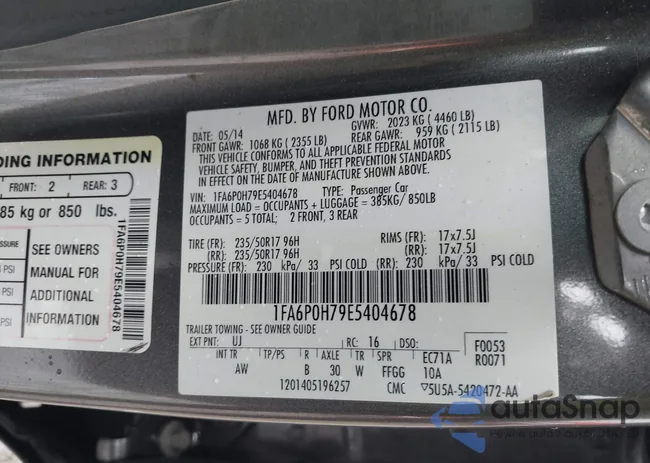 DING INFORMATION
FRONT: 2 REAR: 3
85 kg or 850 lbs.
SSURE
SEE OWNERS
PSI
MANUAL FOR
PSI
ADDITIONAL
PSI
INFORMATION
1FA6P0H79E5404678
MFD. BY FORD MOTOR CO.
DATE: 05/14 GVWR: 2023 KG (4460 LB)
FRONT GAWR: 1068 KG (2355 LB) REAR GAWR: 959 KG (2115 LB)
THIS VEHICLE CONFORMS TO ALL APPLICABLE FEDERAL MOTOR
VEHICLE SAFETY, BUMPER, AND THEFT PREVENTION STANDARDS
IN EFFECT ON THE DATE OF MANUFACTURE SHOWN ABOVE.
VIN: 1FA6P0H79E5404678 TYPE: Passenger Car
MAXIMUM LOAD = OCCUPANTS + LUGGAGE = 385KG/ 850LB
OCCUPANTS = 5 TOTAL; 2 FRONT, 3 REAR
TIRE (FR): 235/50R17 96H RIMS (FR): 17x7.5J
(RR): 235/50R17 96H (RR): 17x7.5J
PRESSURE (FR): 230 kPa/ 33 PSI COLD (RR): 230 kPa/ 33 PSI COLD
1FA6P0H79E5404678
TRAILER TOWING - SEE OWNER GUIDE
EXT PNT: UJ RC: 16 DSO: F0053
INT TR TP/PS R AXLE TR SPR EC71A R0071
AW B 30 W FFGG 10A
1201405196257 CMC 5U5A-5420472-AA
autoSnap